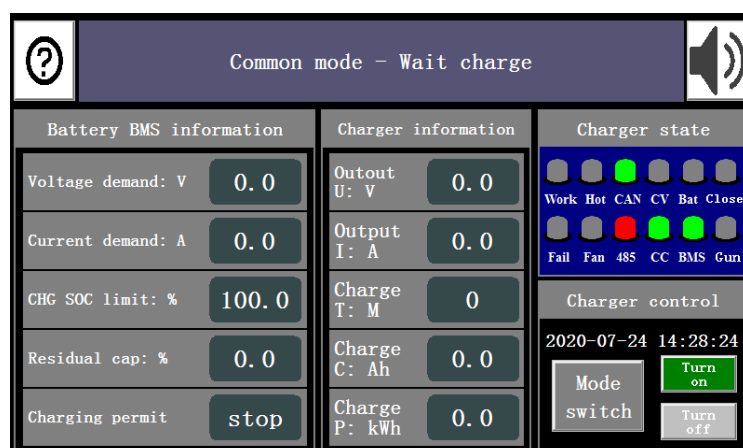 ?
Common mode - Wait charge
Battery BMS information
Voltage demand: V 0.0
Current demand: A 0.0
CHG SOC limit: % 100.0
Residual cap: % 0.0
Charging permit stop
Charger information
Outout
U: V 0.0
Output
I: A 0.0
Charge
T: M 0
Charge
C: Ah 0.0
Charge
P: kWh 0.0
Charger state
Work Hot CAN CV Bat Close
Fail Fan 485 CC BMS Gun
Charger control
2020-07-24 14:28:24
Mode
switch
Turn
on
Turn
off